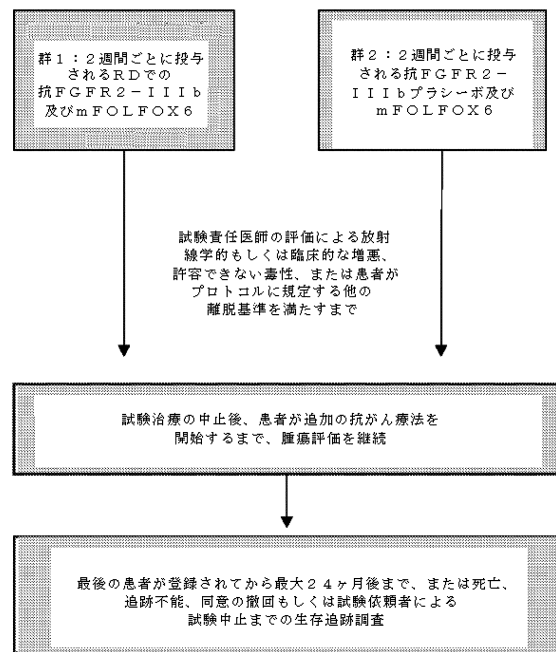 群1:2週間ごとに投与
されるRDでの
抗FGFR2-IIIb
及びmFOLFOX6
群2:2週間ごとに投与
される抗FGFR2-
IIIbプラシーボ及び
mFOLFOX6
試験責任医師の評価による放射
線学的もしくは臨床的な増悪、
許容できない毒性、または患者が
プロトコルに規定する他の
離脱基準を満たすまで
試験治療の中止後、患者が追加の抗がん療法を
開始するまで、腫瘍評価を継続
最後の患者が登録されてから最大24ヶ月後まで、または死亡、
追跡不能、同意の撤回もしくは試験依頼者による
試験中止までの生存追跡調査